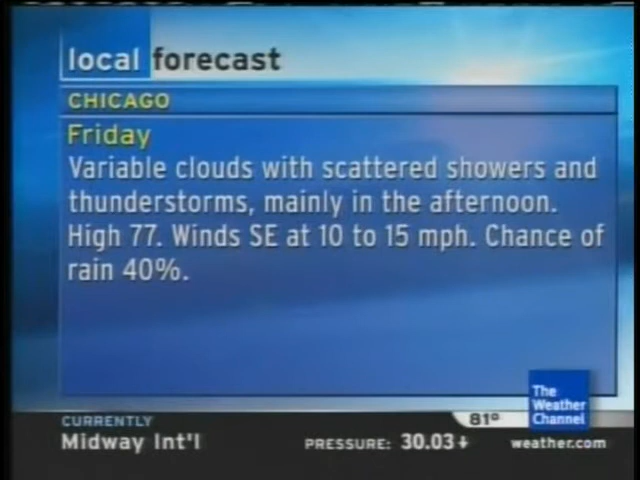 local forecast
CHICAGO
Friday
Variable clouds with scattered showers and
thunderstorms, mainly in the afternoon.
High 77. Winds SE at 10 to 15 mph. Chance of
rain 40%.
The
Weather
Channel
CURRENTLY
81°
Midway Int'l
PRESSURE: 30.03↓
weather.com